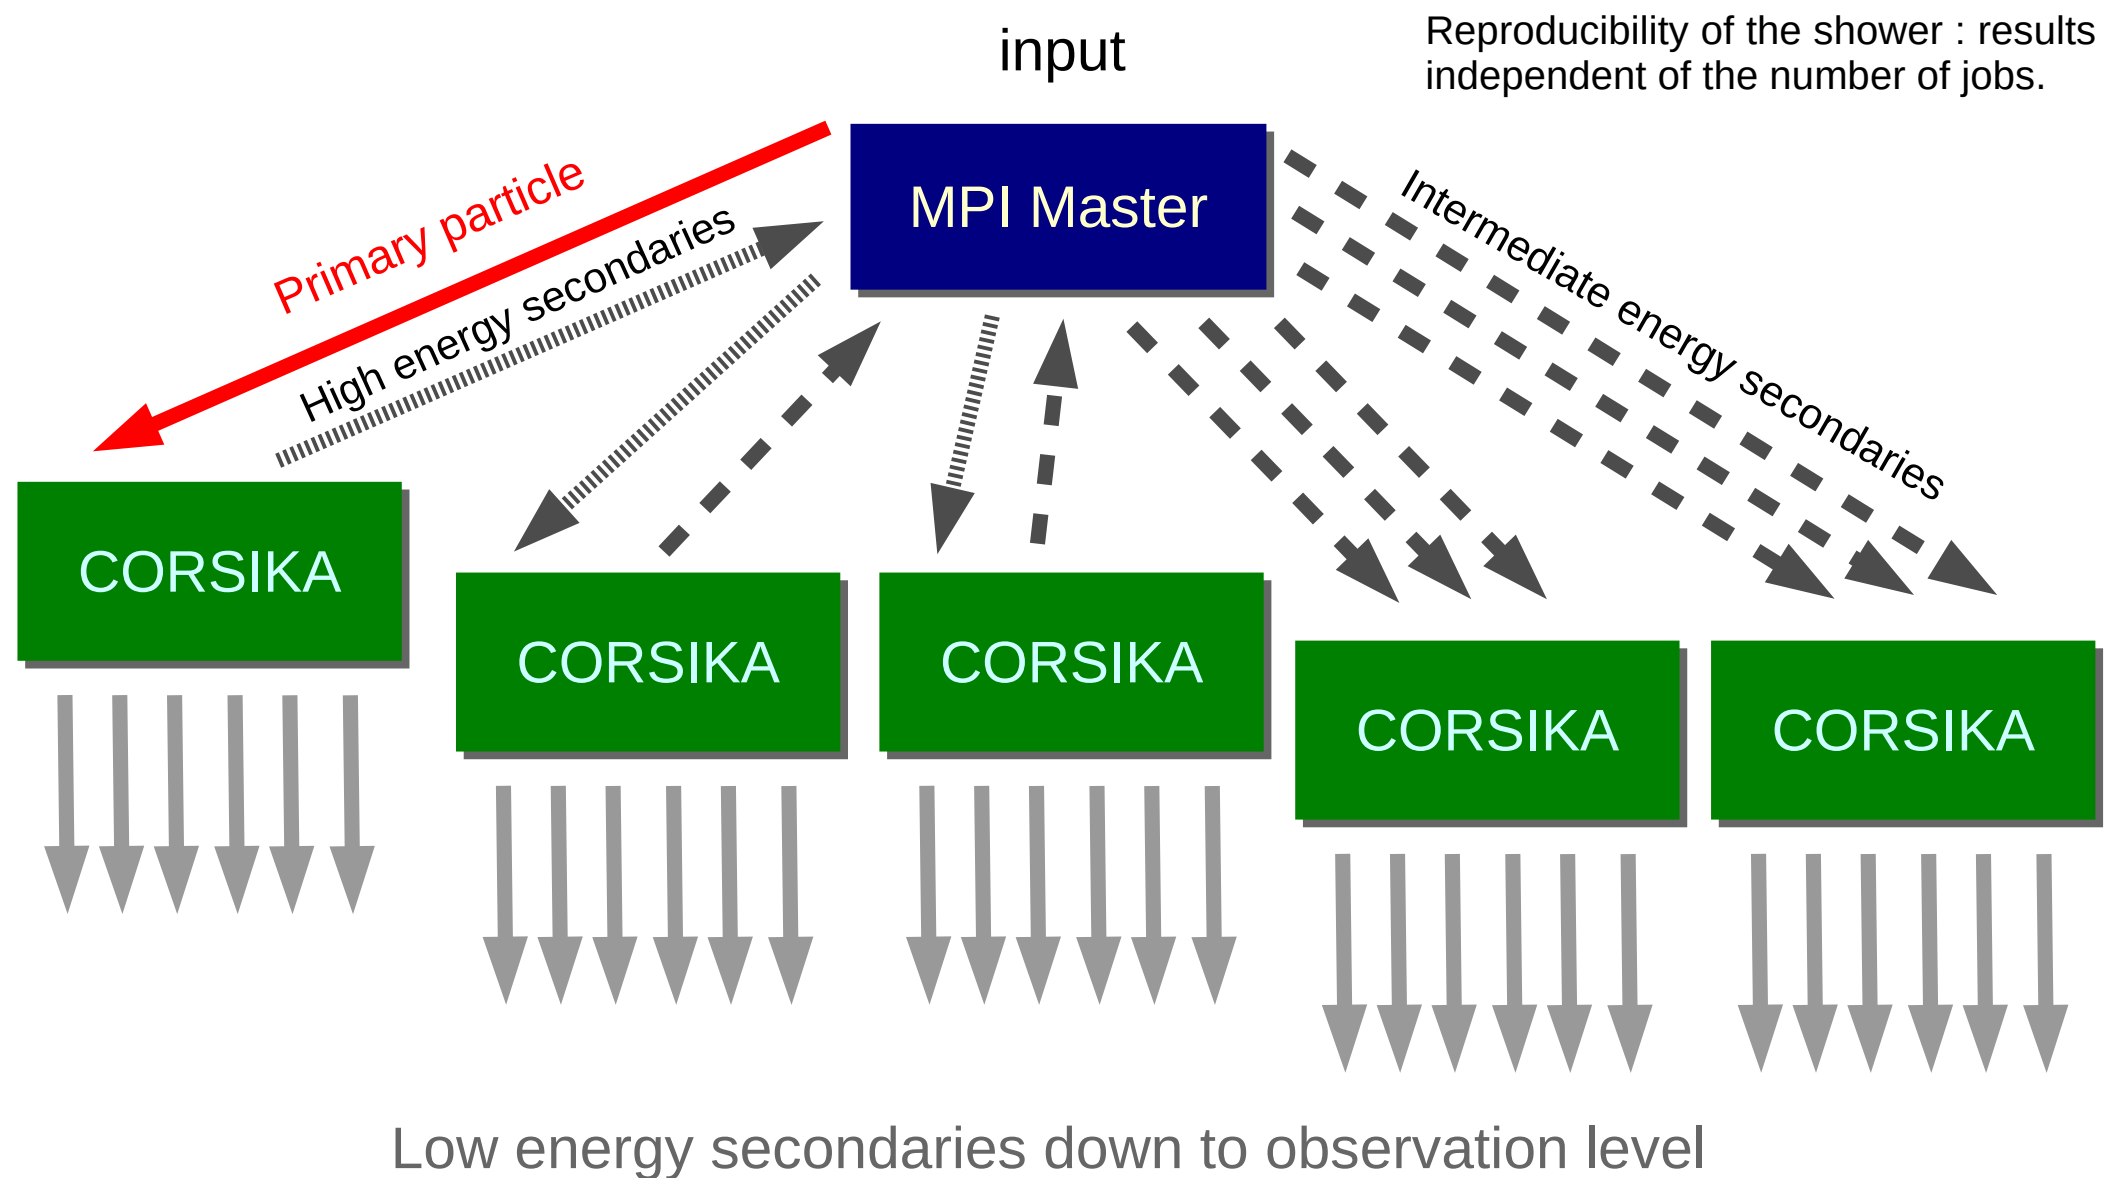 input
Reproducibility of the shower : results
independent of the number of jobs.
MPI Master
Primary particle
High energy secondaries
Intermediate energy secondaries
CORSIKA
CORSIKA
CORSIKA
CORSIKA
CORSIKA
Low energy secondaries down to observation level